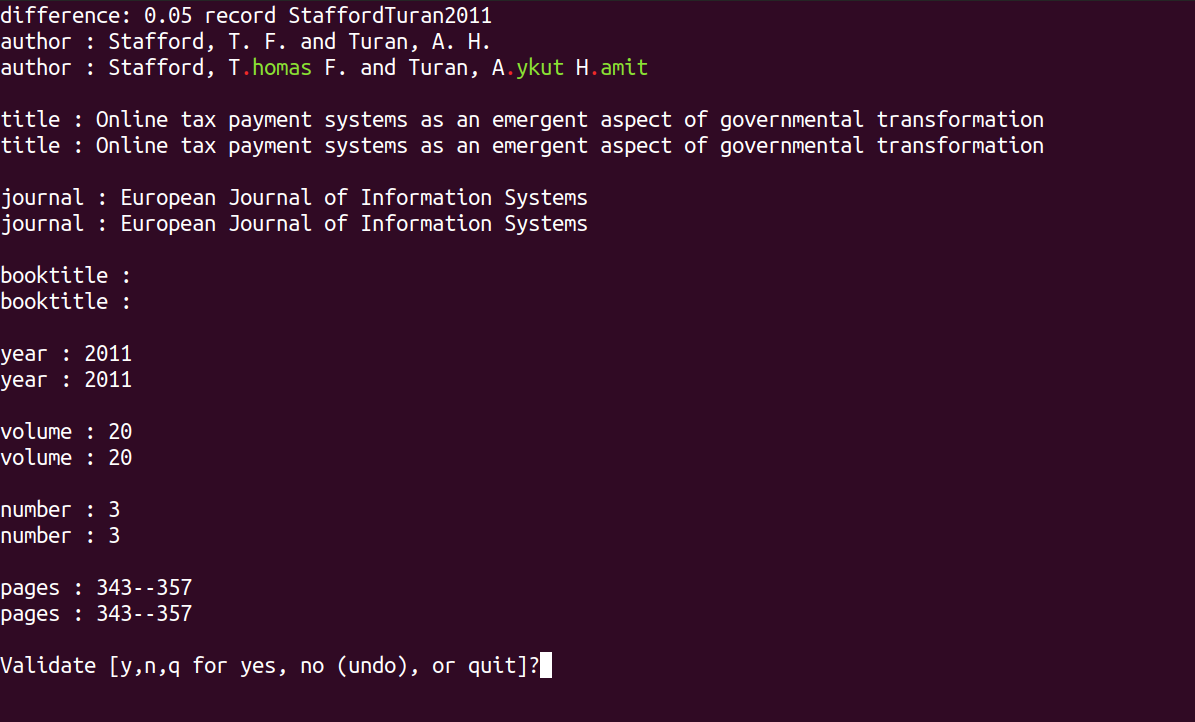 difference: 0.05 record StaffordTuran2011
author : Stafford, T. F. and Turan, A. H.
author : Stafford, T.homas F. and Turan, A.ykut H.amit
title : Online tax payment systems as an emergent aspect of governmental transformation
title : Online tax payment systems as an emergent aspect of governmental transformation
journal : European Journal of Information Systems
journal : European Journal of Information Systems
booktitle :
booktitle :
year : 2011
year : 2011
volume : 20
volume : 20
number : 3
number : 3
pages : 343--357
pages : 343--357
Validate [y,n,q for yes, no (undo), or quit]?